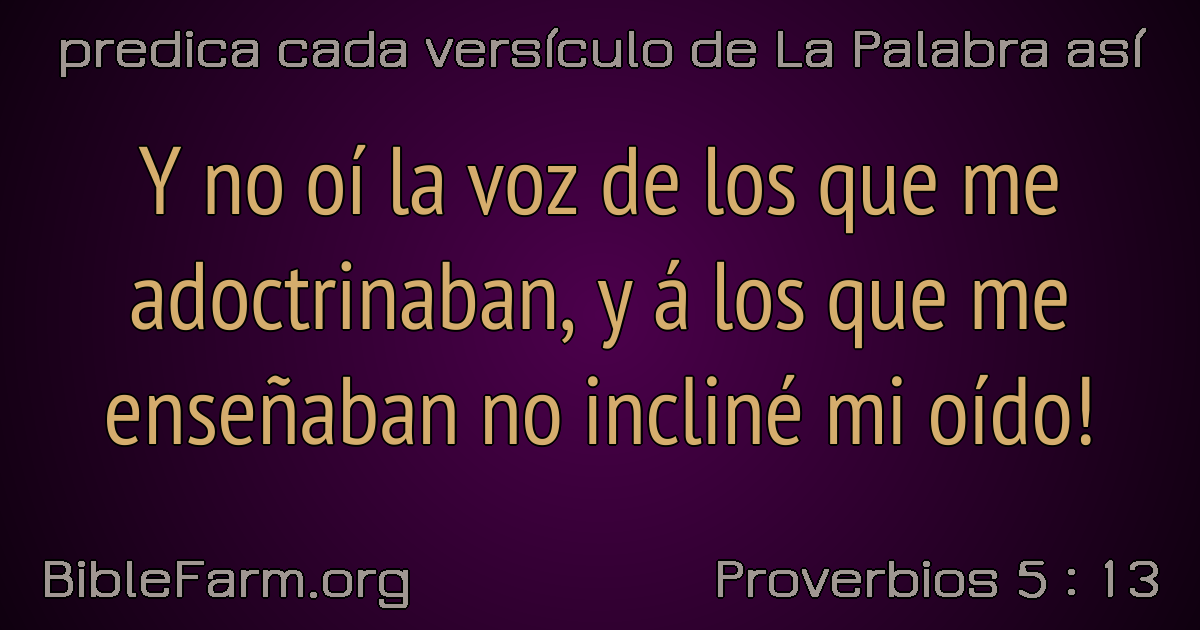 predica cada versículo de La Palabra así
Y no oí la voz de los que me
adoctrinaban, y á los que me
enseñaban no incliné mi oído!
BibleFarm.org
Proverbios 5 : 13